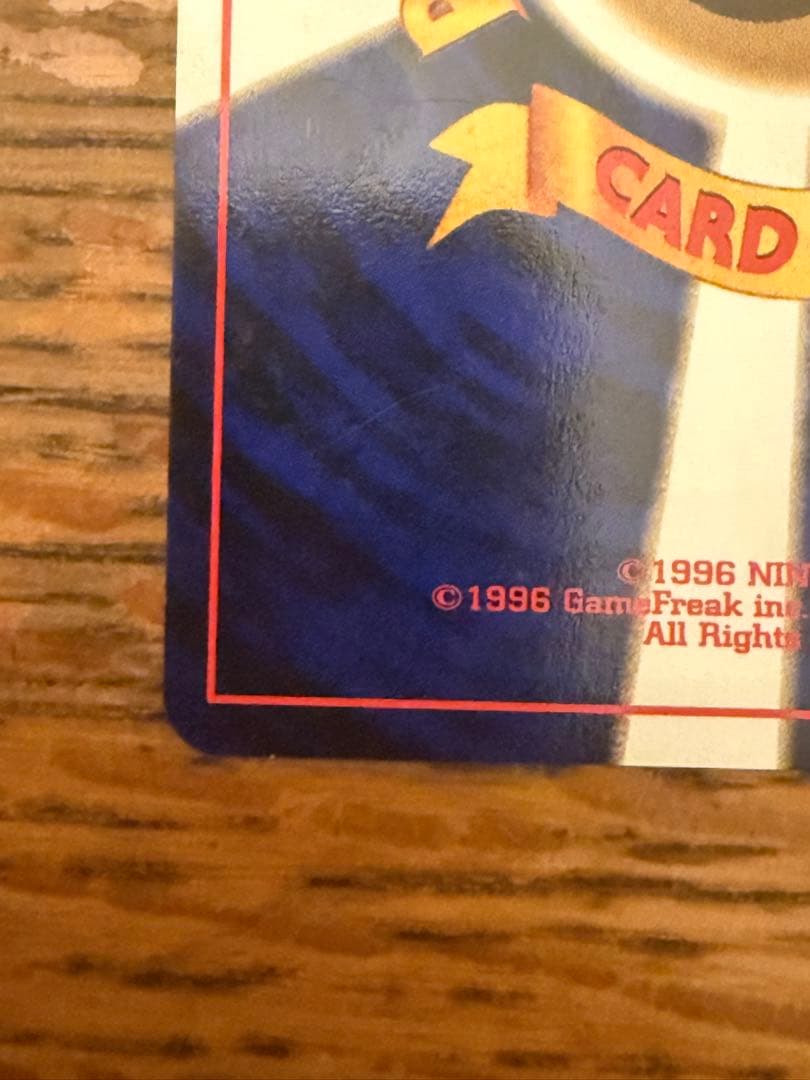 CARD
©1996 NIN
©1996 GameFreak inc
All Rights